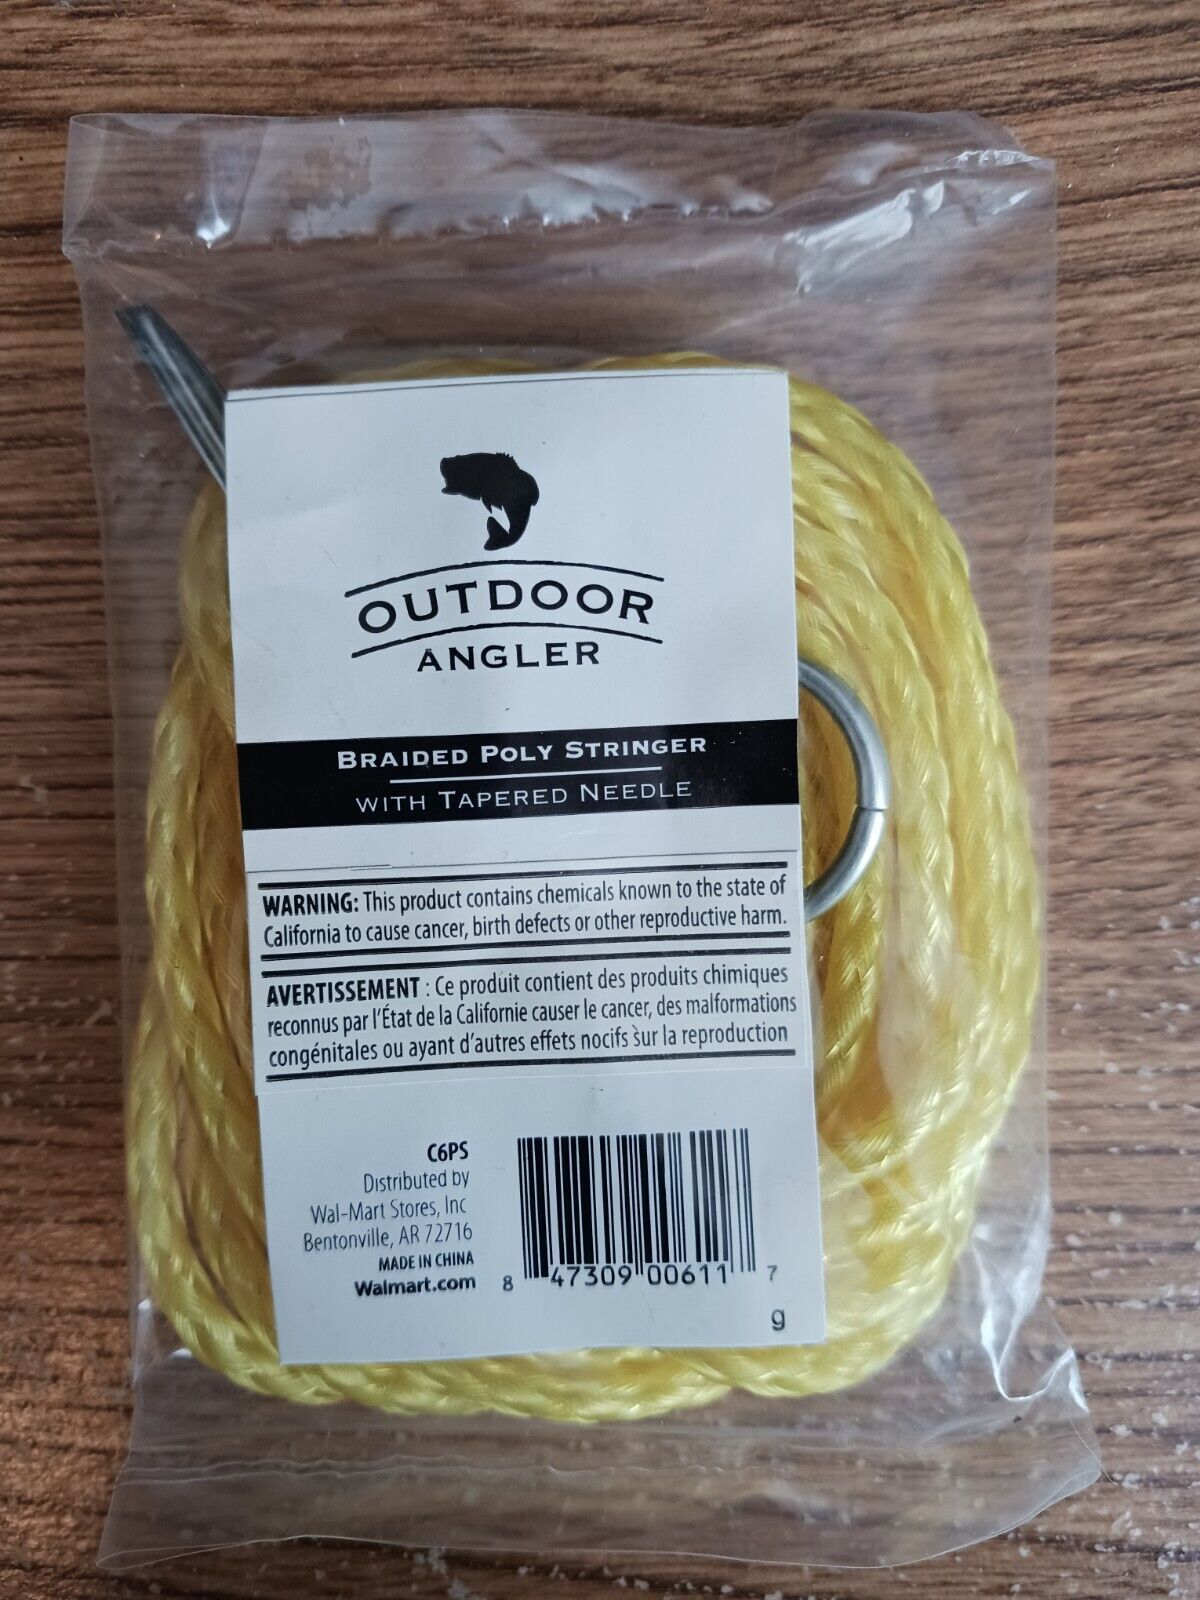 OUTDOOR
ANGLER
BRAIDED POLY STRINGER
WITH TAPERED NEEDLE
WARNING: This product contains chemicals known to the state of
California to cause cancer, birth defects or other reproductive harm.
AVERTISSEMENT : Ce produit contient des produits chimiques
reconnus par l'État de la Californie causer le cancer, des malformations
congénitales ou ayant d'autres effets nocifs sur la reproduction
C6PS
Distributed by
Wal-Mart Stores, Inc
Bentonville, AR 72716
MADE IN CHINA
Walmart.com
8 47309 00611 7
g